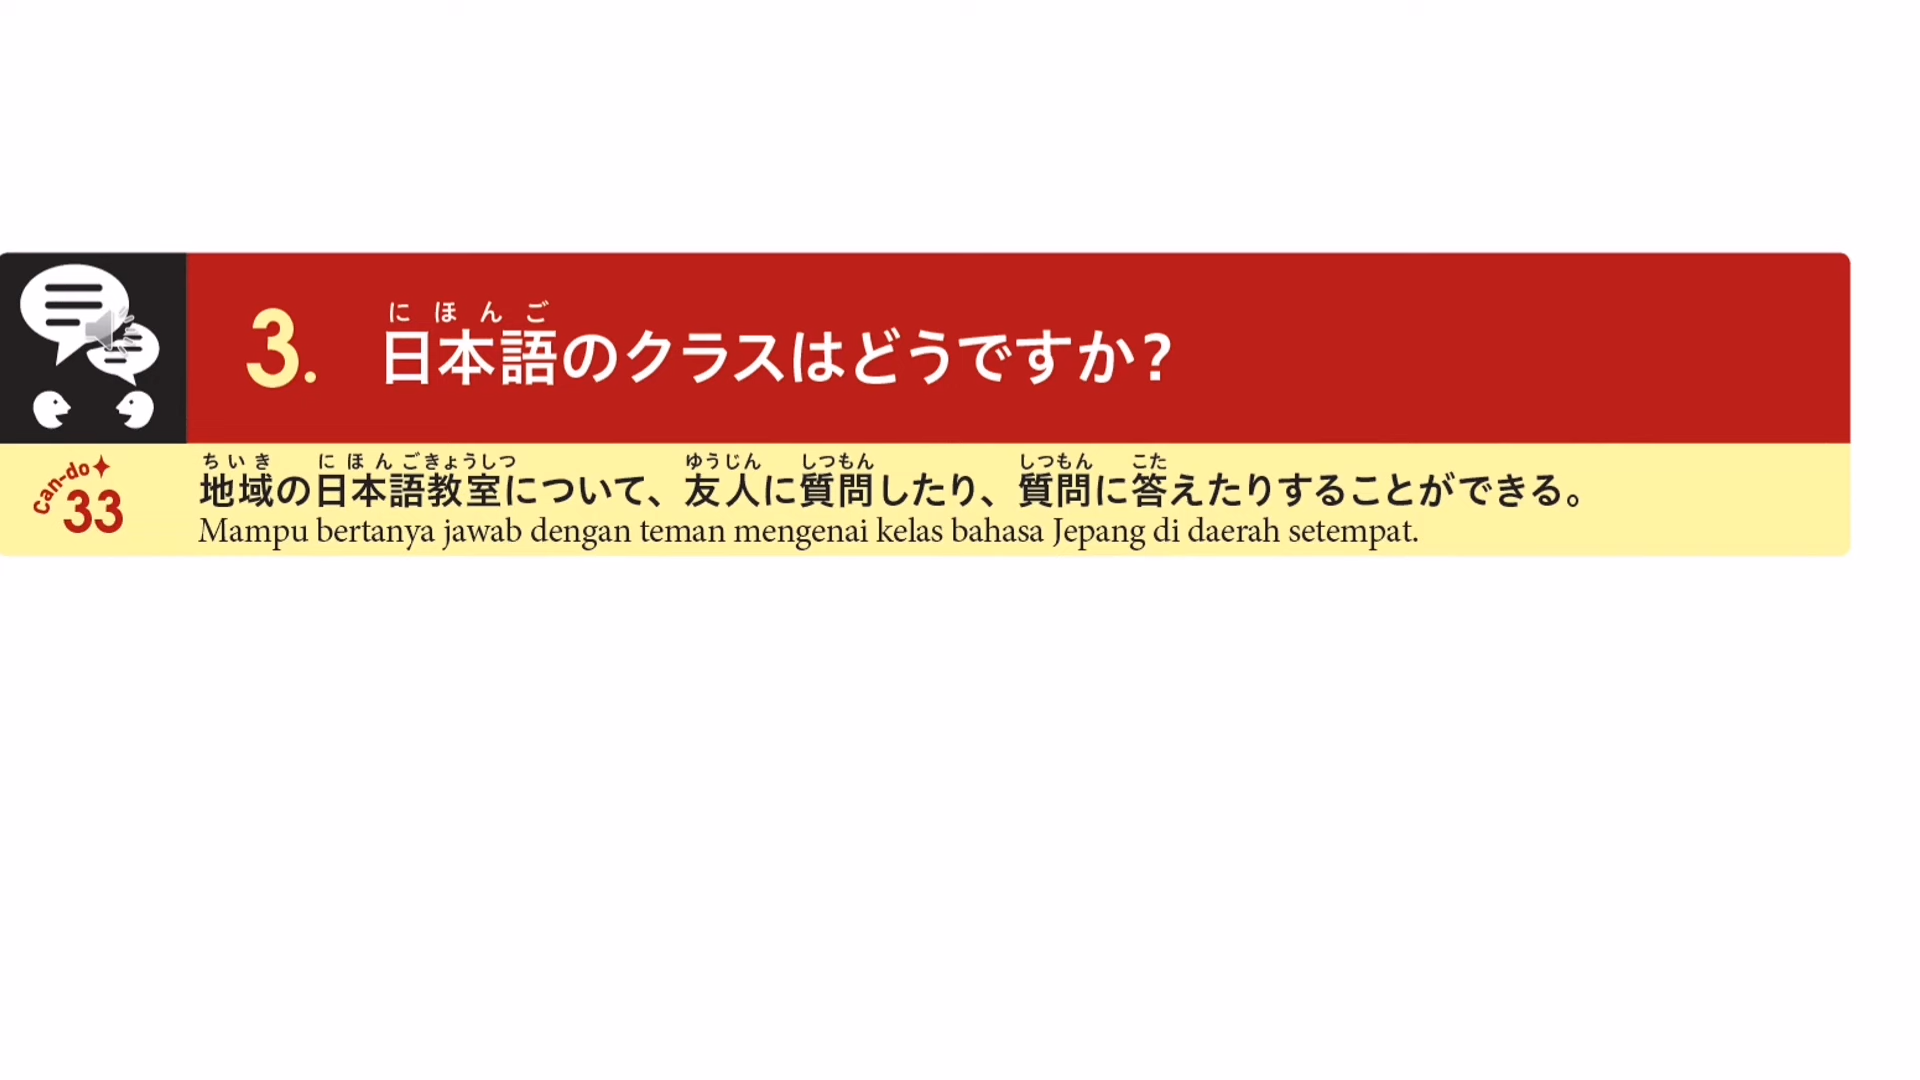 にほんご
3. 日本語のクラスはどうですか？
can-do
33
ちいき にほんごきょうしつ ゆうじん しつもん しつもん こた
地域の日本語教室について、友人に質問したり、質問に答えたりすることができる。
Mampu bertanya jawab dengan teman mengenai kelas bahasa Jepang di daerah setempat.